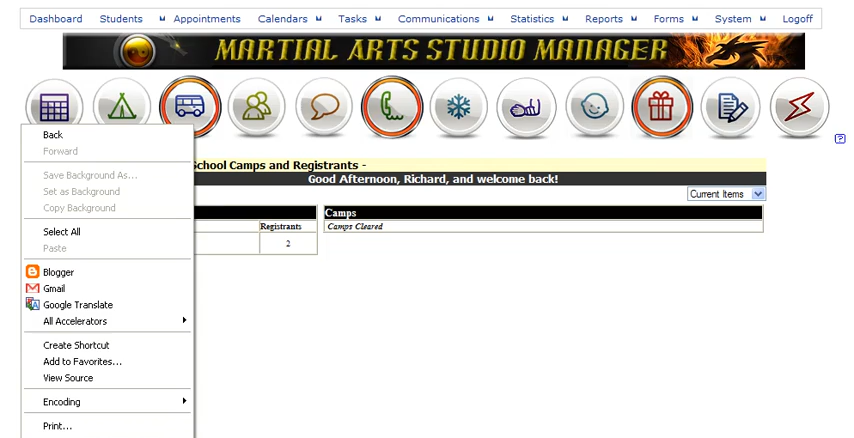 Dashboard Students Appointments Calendars Tasks Communications Statistics Reports Forms System Logoff
MARTIAL ARTS STUDIO MANAGER
School Camps and Registrants -
Good Afternoon, Richard, and welcome back!
Current Items
Camps
Registrants
Camps Cleared
2
Back
Forward
Save Background As...
Set as Background
Copy Background
Select All
Paste
Blogger
Gmail
Google Translate
All Accelerators
Create Shortcut
Add to Favorites...
View Source
Encoding
Print...